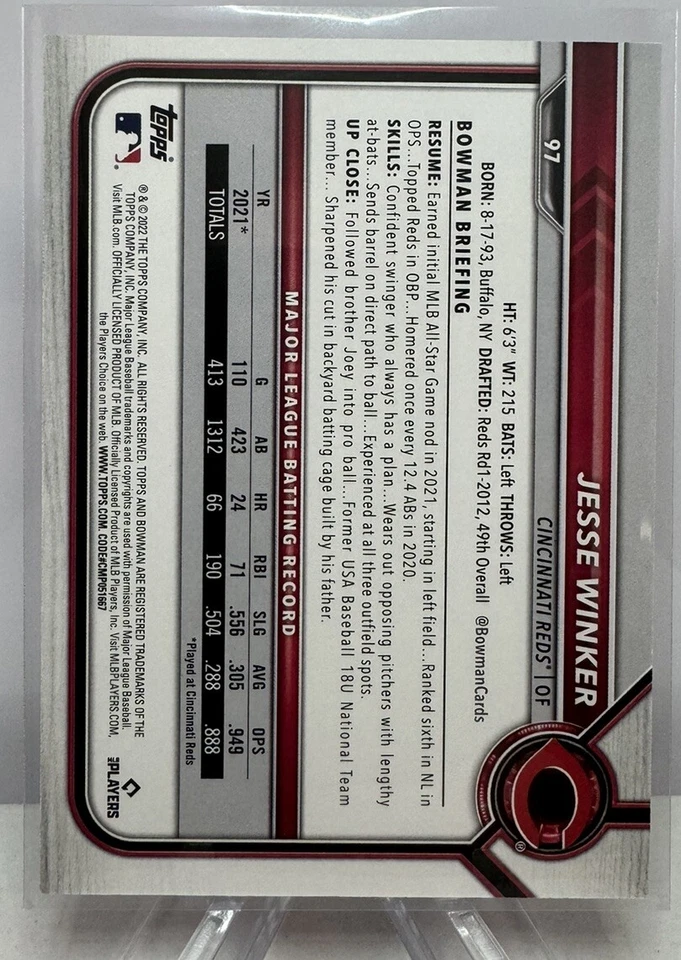 97
JESSE WINKER
CINCINNATI REDS® | OF
HT: 6'3" WT: 215 BATS: Left THROWS: Left
BORN: 8-17-93, Buffalo, NY DRAFTED: Reds Rd1-2012, 49th Overall @BowmanCards
BOWMAN BRIEFING
RESUME: Earned initial MLB All-Star Game nod in 2021, starting in left field...Ranked sixth in NL in
OPS...Topped Reds in OBP...Homered once every 12.4 ABs in 2020.
SKILLS: Confident swinger who always has a plan...Wears out opposing pitchers with lengthy
at-bats...Sends barrel on direct path to ball...Experienced at all three outfield spots.
UP CLOSE: Followed brother Joey into pro ball...Former USA Baseball 18U National Team
member...Sharpened his cut in backyard batting cage built by his father.
MAJOR LEAGUE BATTING RECORD
YR G AB HR RBI SLG AVG OPS
2021* 110 423 24 71 .556 .305 .949
TOTALS 413 1312 66 190 .504 .288 .888
*Played at Cincinnati Reds
Topps
® & © 2022 THE TOPPS COMPANY, INC. ALL RIGHTS RESERVED. TOPPS AND BOWMAN ARE REGISTERED TRADEMARKS OF THE
TOPPS COMPANY, INC. Major League Baseball trademarks and copyrights are used with permission of Major League Baseball.
Visit MLB.com. OFFICIALLY LICENSED PRODUCT OF MLB. Officially Licensed Product of MLB Players, Inc. Visit MLBPLAYERS.COM,
the Players Choice on the web. WWW.TOPPS.COM. CODE#CMP051667
MLB PLAYERS